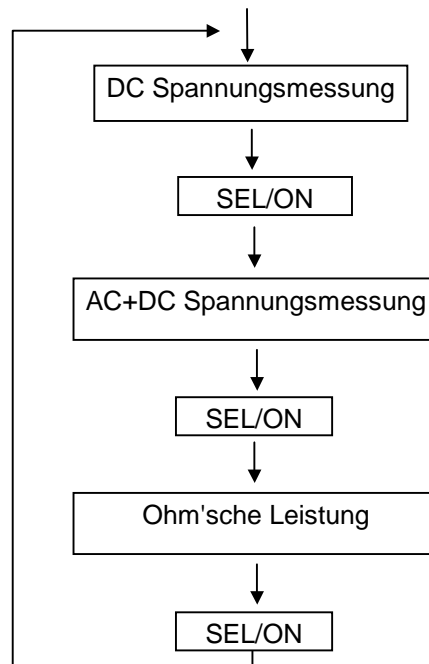 DC Spannungsmessung
SEL/ON
AC+DC Spannungsmessung
SEL/ON
Ohm'sche Leistung
SEL/ON